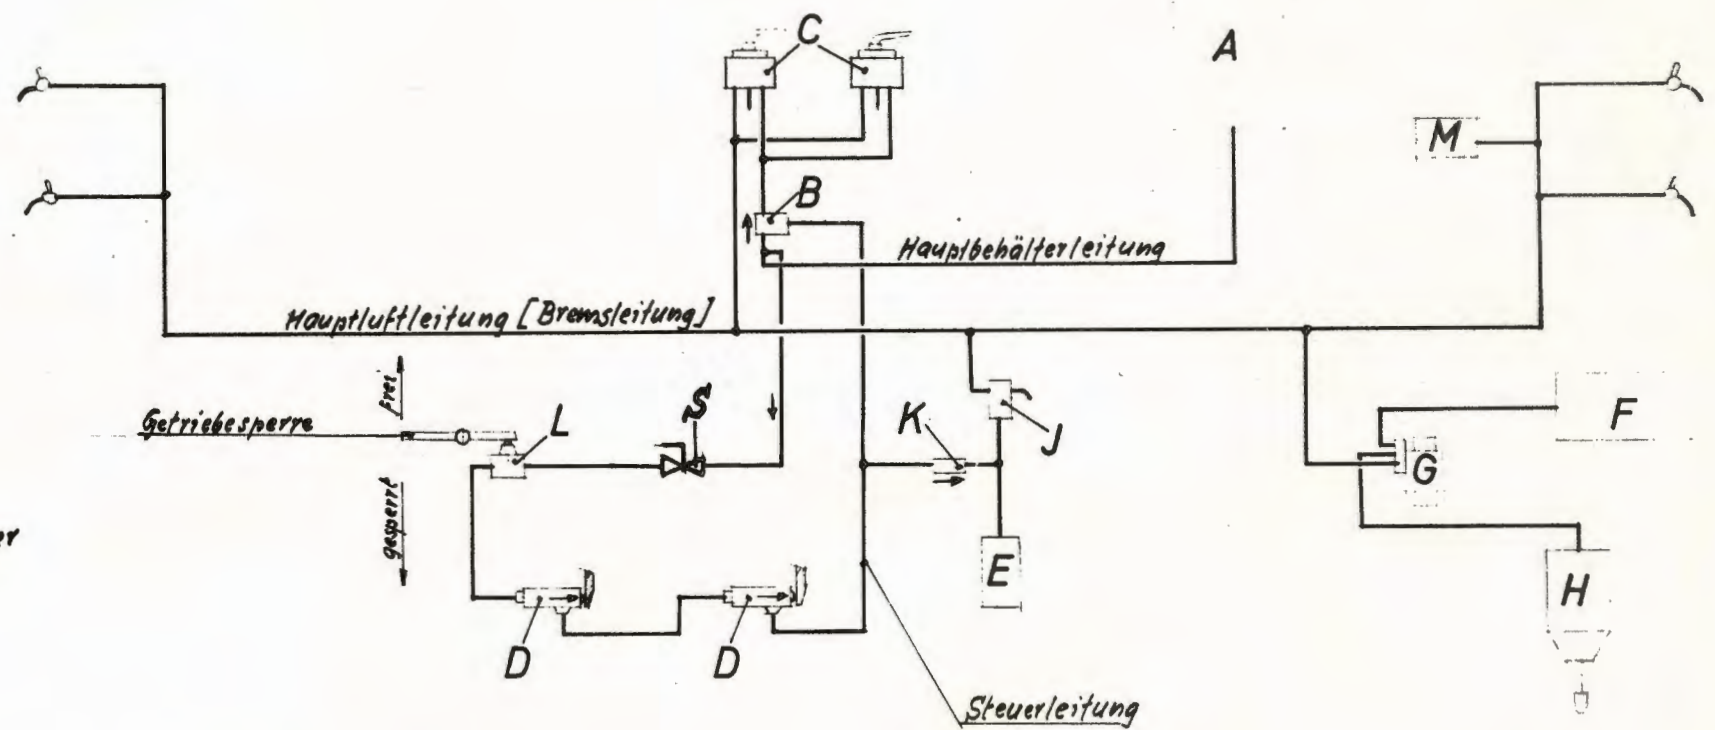 C
A
M
B
Hauptbehälterleitung
Hauptluftleitung [Bremsleitung]
frei
Getriebesperre
L
S
K
J
F
G
gesperrt
E
H
D
D
Steuerleitung